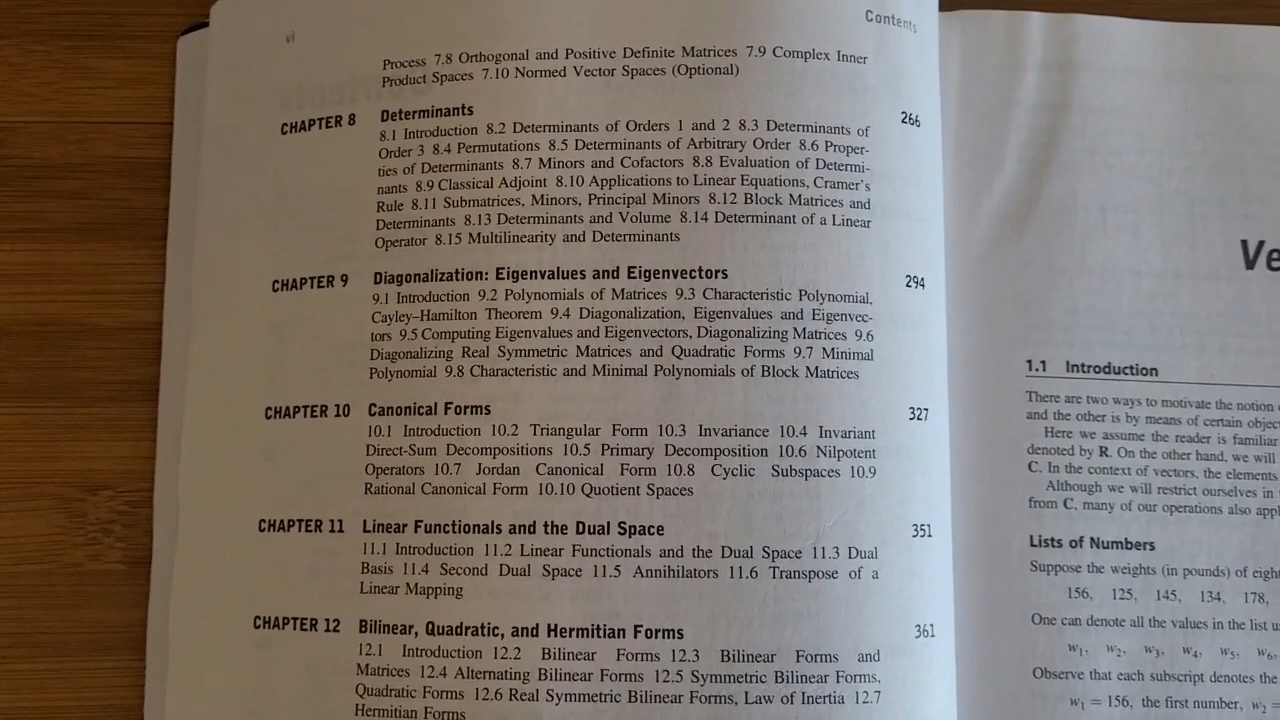 vi
Contents
Process 7.8 Orthogonal and Positive Definite Matrices 7.9 Complex Inner
Product Spaces 7.10 Normed Vector Spaces (Optional)
CHAPTER 8 Determinants 266
8.1 Introduction 8.2 Determinants of Orders 1 and 2 8.3 Determinants of
Order 3 8.4 Permutations 8.5 Determinants of Arbitrary Order 8.6 Proper-
ties of Determinants 8.7 Minors and Cofactors 8.8 Evaluation of Determi-
nants 8.9 Classical Adjoint 8.10 Applications to Linear Equations, Cramer's
Rule 8.11 Submatrices, Minors, Principal Minors 8.12 Block Matrices and
Determinants 8.13 Determinants and Volume 8.14 Determinant of a Linear
Operator 8.15 Multilinearity and Determinants
CHAPTER 9 Diagonalization: Eigenvalues and Eigenvectors 294
9.1 Introduction 9.2 Polynomials of Matrices 9.3 Characteristic Polynomial,
Cayley–Hamilton Theorem 9.4 Diagonalization, Eigenvalues and Eigenvec-
tors 9.5 Computing Eigenvalues and Eigenvectors, Diagonalizing Matrices 9.6
Diagonalizing Real Symmetric Matrices and Quadratic Forms 9.7 Minimal
Polynomial 9.8 Characteristic and Minimal Polynomials of Block Matrices
CHAPTER 10 Canonical Forms 327
10.1 Introduction 10.2 Triangular Form 10.3 Invariance 10.4 Invariant
Direct-Sum Decompositions 10.5 Primary Decomposition 10.6 Nilpotent
Operators 10.7 Jordan Canonical Form 10.8 Cyclic Subspaces 10.9
Rational Canonical Form 10.10 Quotient Spaces
CHAPTER 11 Linear Functionals and the Dual Space 351
11.1 Introduction 11.2 Linear Functionals and the Dual Space 11.3 Dual
Basis 11.4 Second Dual Space 11.5 Annihilators 11.6 Transpose of a
Linear Mapping
CHAPTER 12 Bilinear, Quadratic, and Hermitian Forms 361
12.1 Introduction 12.2 Bilinear Forms 12.3 Bilinear Forms and
Matrices 12.4 Alternating Bilinear Forms 12.5 Symmetric Bilinear Forms,
Quadratic Forms 12.6 Real Symmetric Bilinear Forms, Law of Inertia 12.7
Hermitian Forms
Ve
1.1 Introduction
There are two ways to motivate the notion
and the other is by means of certain objec
Here we assume the reader is familiar
denoted by R. On the other hand, we will
C. In the context of vectors, the elements
Although we will restrict ourselves in
from C, many of our operations also appl
Lists of Numbers
Suppose the weights (in pounds) of eigh
156, 125, 145, 134, 178,
One can denote all the values in the list u
w1, w2, w3, w4, w5, w6,
Observe that each subscript denotes the
w1 = 156, the first number, w2 =